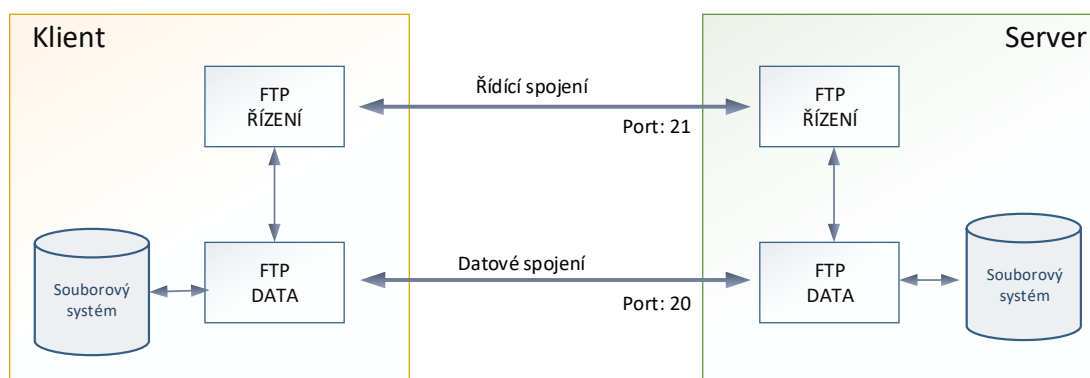 Klient
Server
FTP
ŘÍZENÍ
Řídící spojení
Port: 21
FTP
ŘÍZENÍ
Souborový
systém
FTP
DATA
Datové spojení
Port: 20
FTP
DATA
Souborový
systém